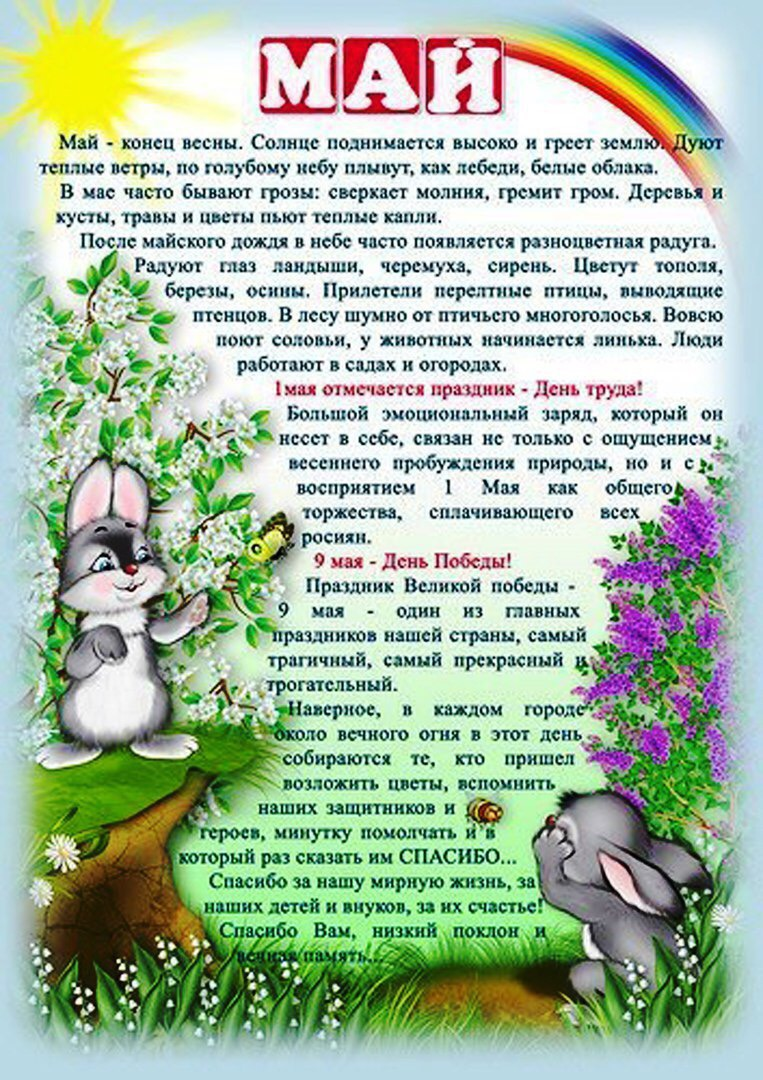 МАЙ
Май - конец весны. Солнце поднимается высоко и греет землю. Дуют
теплые ветры, по голубому небу плывут, как лебеди, белые облака.
В мае часто бывают грозы: сверкает молния, гремит гром. Деревья и
кусты, травы и цветы пьют теплые капли.
После майского дождя в небе часто появляется разноцветная радуга.
Радуют глаз ландыши, черемуха, сирень. Цветут тополя,
березы, осины. Прилетели перелтные птицы, выводящие
птенцов. В лесу шумно от птичьего многоголосья. Вовсю
поют соловьи, у животных начинается линька. Люди
работают в садах и огородах.
1мая отмечается праздник - День труда!
Большой эмоциональный заряд, который он
несет в себе, связан не только с ощущением
весеннего пробуждения природы, но и с
восприятием 1 Мая как общего
торжества, сплачивающего всех
росиян.
9 мая - День Победы!
Праздник Великой победы -
9 мая - один из главных
праздников нашей страны, самый
трагичный, самый прекрасный и
трогательный.
Наверное, в каждом городе
около вечного огня в этот день
собираются те, кто пришел
возложить цветы, вспомнить
наших защитников и
героев, минутку помолчать и в
который раз сказать им СПАСИБО...
Спасибо за нашу мирную жизнь, за
наших детей и внуков, за их счастье!
Спасибо Вам, низкий поклон и
вечная память...